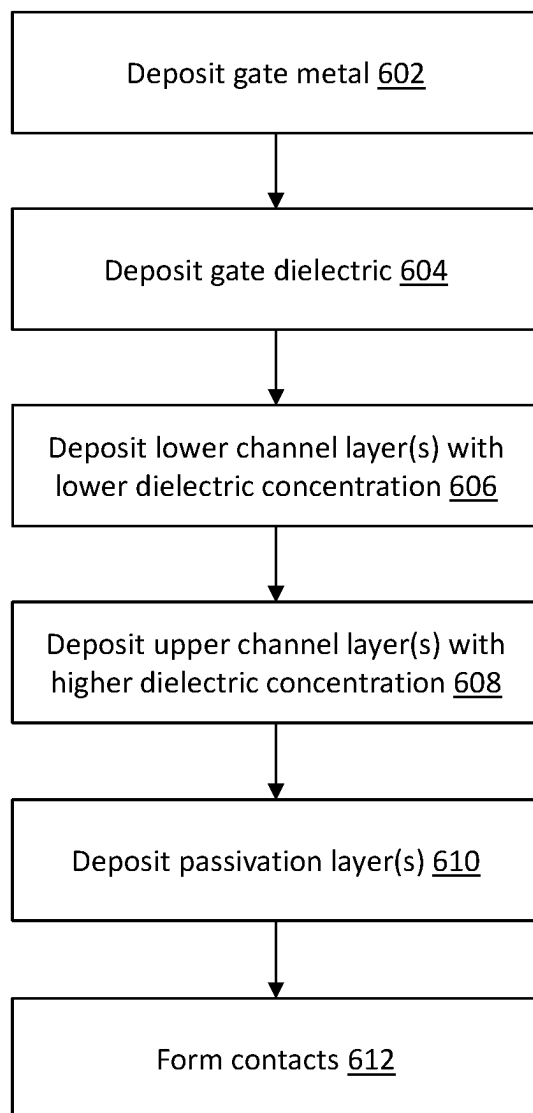 Deposit gate metal 602
Deposit gate dielectric 604
Deposit lower channel layer(s) with
lower dielectric concentration 606
Deposit upper channel layer(s) with
higher dielectric concentration 608
Deposit passivation layer(s) 610
Form contacts 612